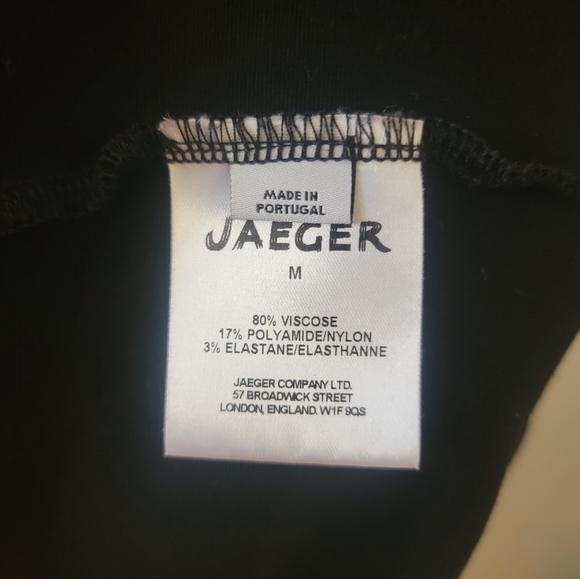 MADE IN
PORTUGAL
JAEGER
M
80% VISCOSE
17% POLYAMIDE/NYLON
3% ELASTANE/ELASTHANNE
JAEGER COMPANY LTD.
57 BROADWICK STREET
LONDON, ENGLAND. W1F 9QS